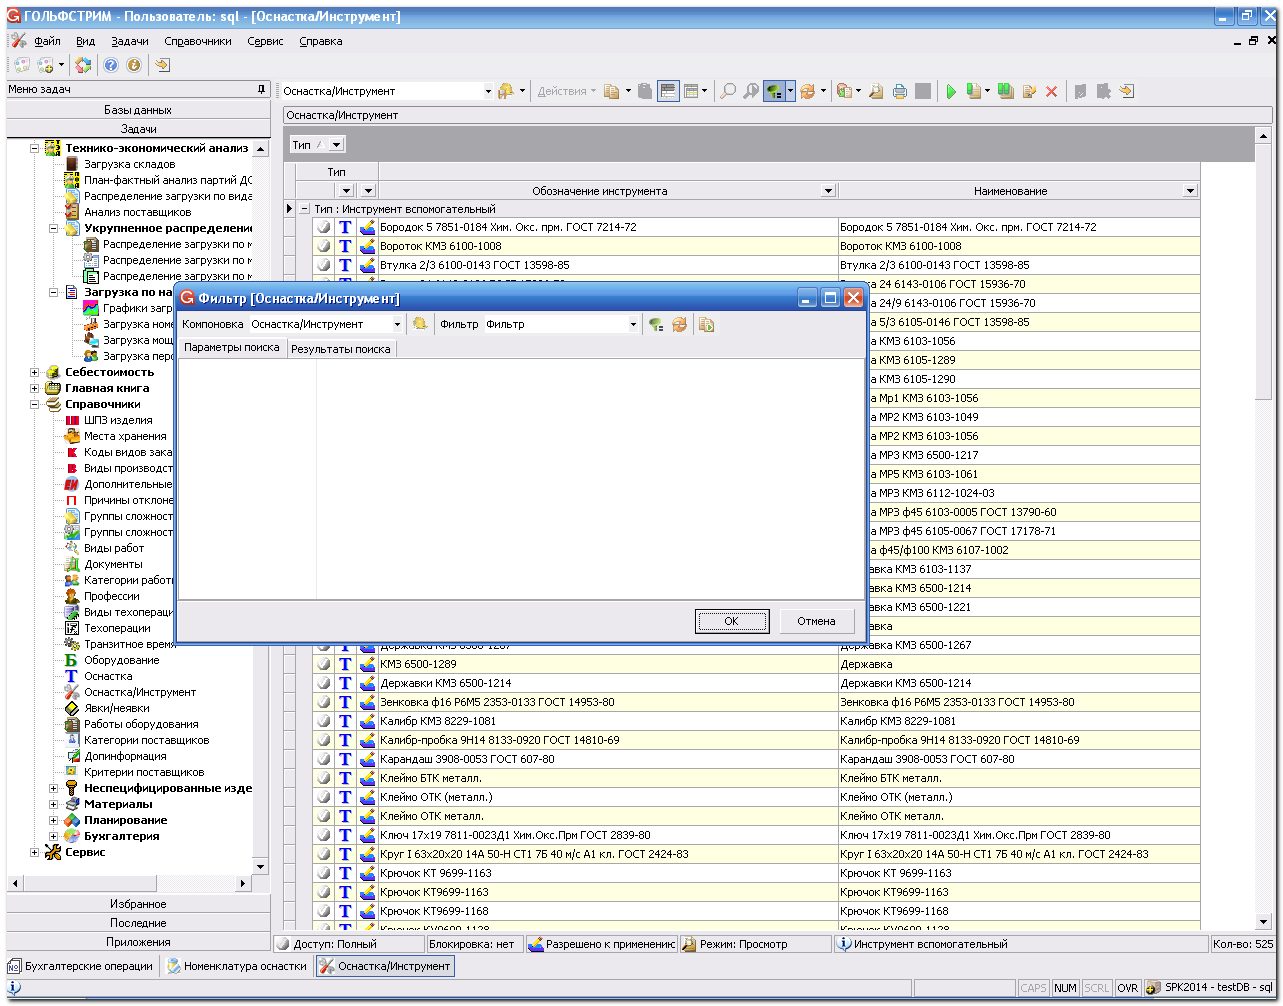 ГОЛЬФСТРИМ - Пользователь: sql - [Оснастка/Инструмент]
Файл Вид Задачи Справочники Сервис Справка
Меню задач
Базы данных
Задачи
Технико-экономический анализ
Загрузка складов
План-фактный анализ партий ДС
Распределение загрузки по вида
Анализ поставщиков
Укрупненное распределени
Распределение загрузки по м
Распределение загрузки по м
Распределение загрузки по м
Загрузка по на
Графики загр
Загрузка номе
Загрузка мощ
Загрузка перс
Себестоимость
Главная книга
Справочники
ШПЗ изделия
Места хранения
Коды видов зака
Виды производст
Дополнительные
Причины отклоне
Группы сложност
Группы сложност
Виды работ
Документы
Категории работн
Профессии
Виды техопераци
Техоперации
Транзитное время
Оборудование
Оснастка
Оснастка/Инструмент
Явки/неявки
Работы оборудования
Категории поставщиков
Допинформация
Критерии поставщиков
Неспецифицированные изде
Материалы
Планирование
Бухгалтерия
Сервис
Избранное
Последние
Приложения
Оснастка/Инструмент Действия
Оснастка/Инструмент
Тип
Тип
Обозначение инструмента Наименование
Тип : Инструмент вспомогательный
Бородок 5 7851-0184 Хим. Окс. прм. ГОСТ 7214-72 Бородок 5 7851-0184 Хим. Окс. прм. ГОСТ 7214-72
Вороток КМЗ 6100-1008 Вороток КМЗ 6100-1008
Втулка 2/3 6100-0143 ГОСТ 13598-85 Втулка 2/3 6100-0143 ГОСТ 13598-85
а 24 6143-0106 ГОСТ 15936-70
а 24/9 6143-0106 ГОСТ 15936-70
а 5/3 6105-0146 ГОСТ 13598-85
а КМЗ 6103-1056
а КМЗ 6105-1289
а КМЗ 6105-1290
а Мр1 КМЗ 6103-1056
а МР2 КМЗ 6103-1049
а МР2 КМЗ 6103-1056
а МР3 КМЗ 6500-1217
а МР5 КМЗ 6103-1061
а МР3 КМЗ 6112-1024-03
а МР3 ф45 6103-0005 ГОСТ 13790-60
а МР3 ф45 6105-0067 ГОСТ 17178-71
а ф45/ф100 КМЗ 6107-1002
авка КМЗ 6103-1137
авка КМЗ 6500-1214
авка КМЗ 6500-1221
авка
Державка КМЗ 6500-1267
КМЗ 6500-1289 Державка
Державки КМЗ 6500-1214 Державки КМЗ 6500-1214
Зенковка ф16 Р6М5 2353-0133 ГОСТ 14953-80 Зенковка ф16 Р6М5 2353-0133 ГОСТ 14953-80
Калибр КМЗ 8229-1081 Калибр КМЗ 8229-1081
Калибр-пробка 9Н14 8133-0920 ГОСТ 14810-69 Калибр-пробка 9Н14 8133-0920 ГОСТ 14810-69
Карандаш 3908-0053 ГОСТ 607-80 Карандаш 3908-0053 ГОСТ 607-80
Клеймо БТК металл. Клеймо БТК металл.
Клеймо ОТК (металл.) Клеймо ОТК (металл.)
Клеймо ОТК металл. Клеймо ОТК металл.
Ключ 17х19 7811-0023Д1 Хим.Окс.Прм ГОСТ 2839-80 Ключ 17х19 7811-0023Д1 Хим.Окс.Прм ГОСТ 2839-80
Круг I 63х20х20 14А 50-Н СТ1 7Б 40 м/с А1 кл. ГОСТ 2424-83 Круг I 63х20х20 14А 50-Н СТ1 7Б 40 м/с А1 кл. ГОСТ 2424-83
Крючок КТ 9699-1163 Крючок КТ 9699-1163
Крючок КТ9699-1163 Крючок КТ9699-1163
Крючок КТ9699-1168 Крючок КТ9699-1168
Фильтр [Оснастка/Инструмент]
Компоновка Оснастка/Инструмент Фильтр Фильтр
Параметры поиска Результаты поиска
OK Отмена
Доступ: Полный Блокировка: нет Разрешено к применению Режим: Просмотр Инструмент вспомогательный Кол-во: 525
Бухгалтерские операции Номенклатура оснастки Оснастка/Инструмент
CAPS NUM SCRL OVR SPK2014 - testDB - sql